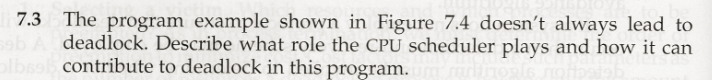 7.3 The program example shown in Figure 7.4 doesn't always lead to
deadlock. Describe what role the CPU scheduler plays and how it can
contribute to deadlock in this program.